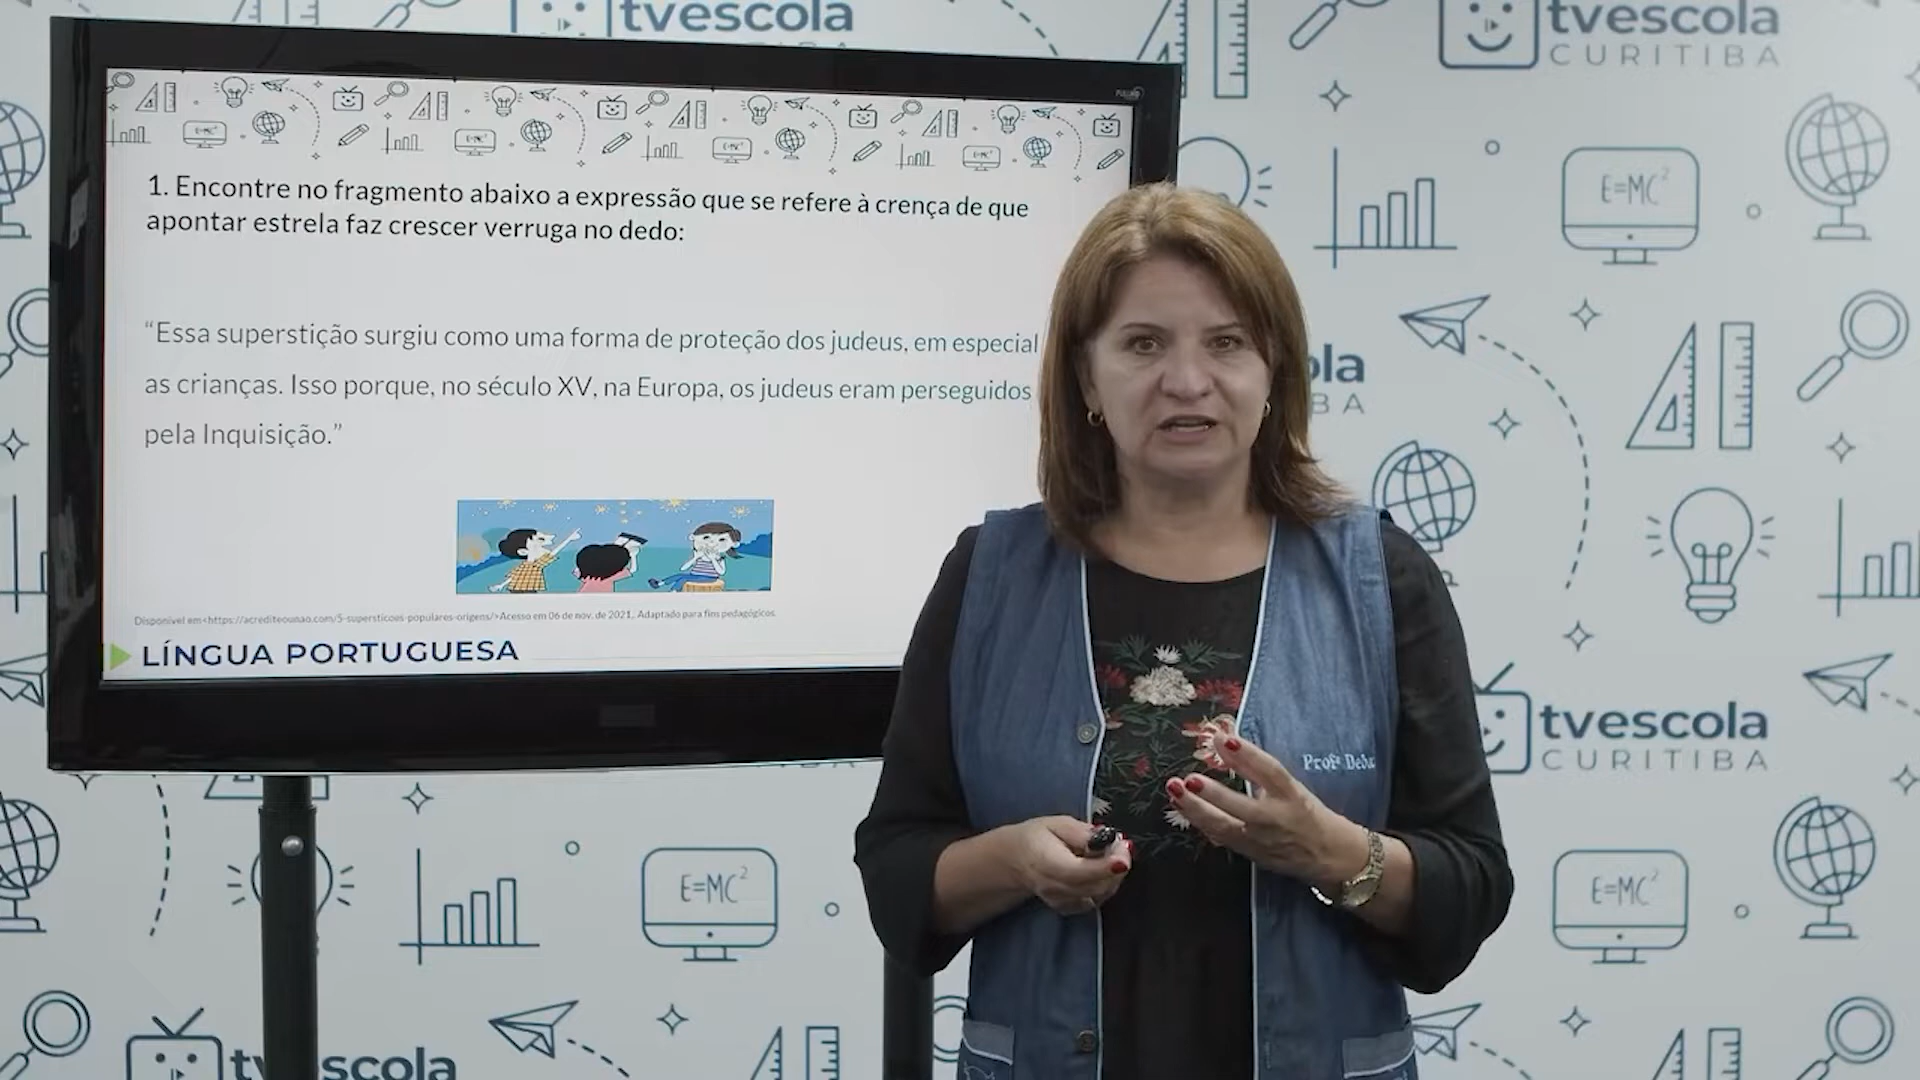 tvescola
tvescola
CURITIBA
1. Encontre no fragmento abaixo a expressão que se refere à crença de que
apontar estrela faz crescer verruga no dedo:
E=MC²
“Essa superstição surgiu como uma forma de proteção dos judeus, em especial
as crianças. Isso porque, no século XV, na Europa, os judeus eram perseguidos
pela Inquisição.”
Disponível em<https://acrediteounao.com/5-supersticoes-populares-origens/>Acesso em 06 de nov. de 2021. Adaptado para fins pedagógicos.
LÍNGUA PORTUGUESA
tvescola
CURITIBA
Profª
E=MC²
E=MC²
tvescola